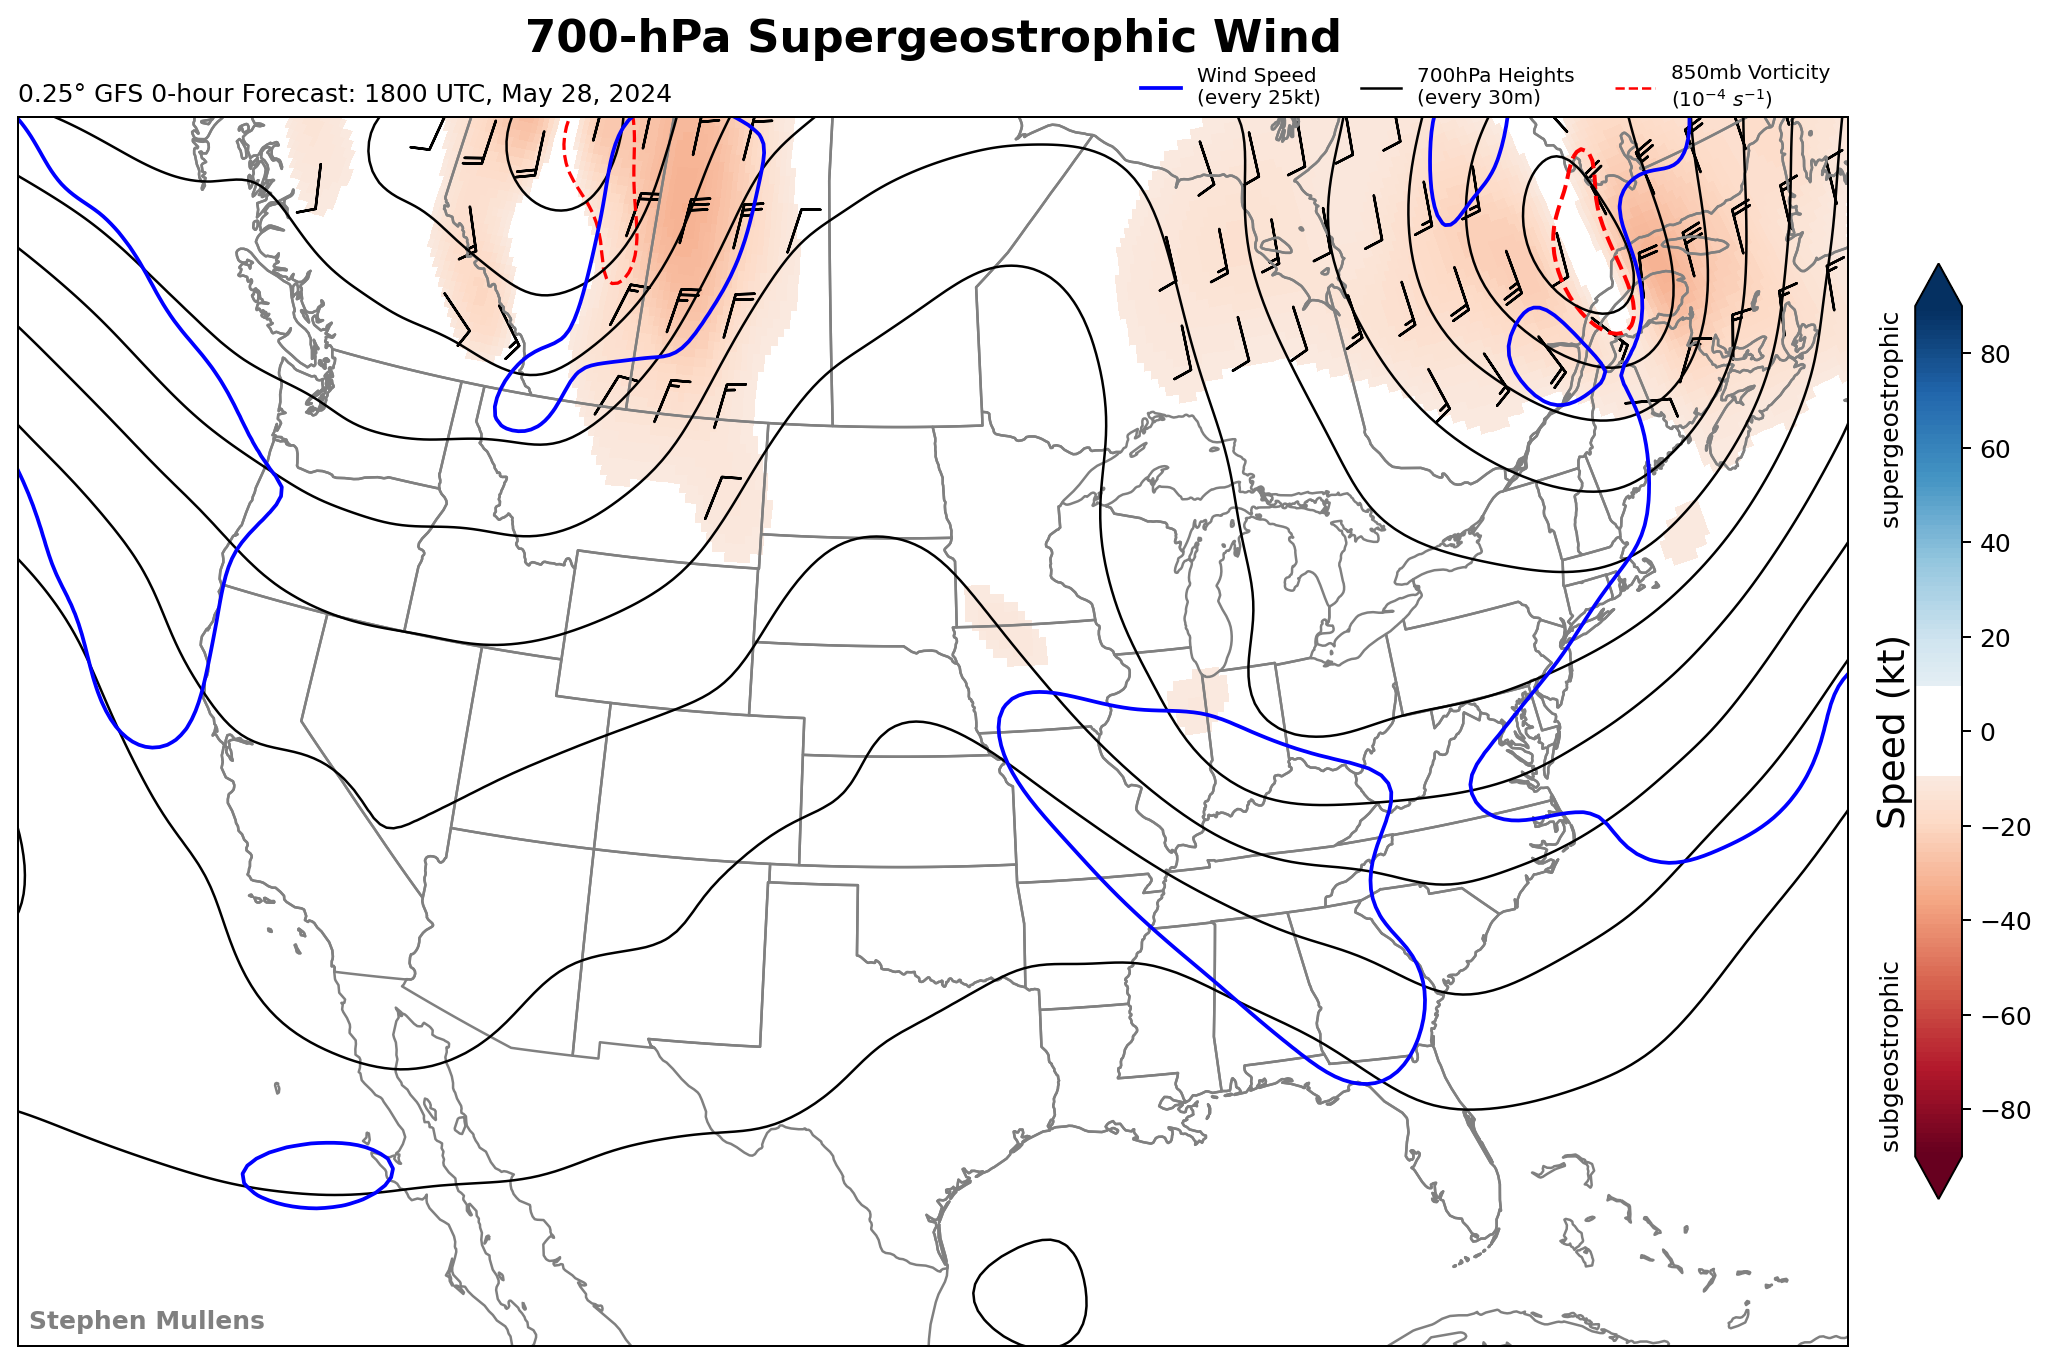 700-hPa Supergeostrophic Wind
0.25° GFS 0-hour Forecast: 1800 UTC, May 28, 2024
Wind Speed
(every 25kt)
700hPa Heights
(every 30m)
850mb Vorticity
(10⁻⁴ s⁻¹)
supergeostrophic
Speed (kt)
subgeostrophic
80
60
40
20
0
−20
−40
−60
−80
Stephen Mullens